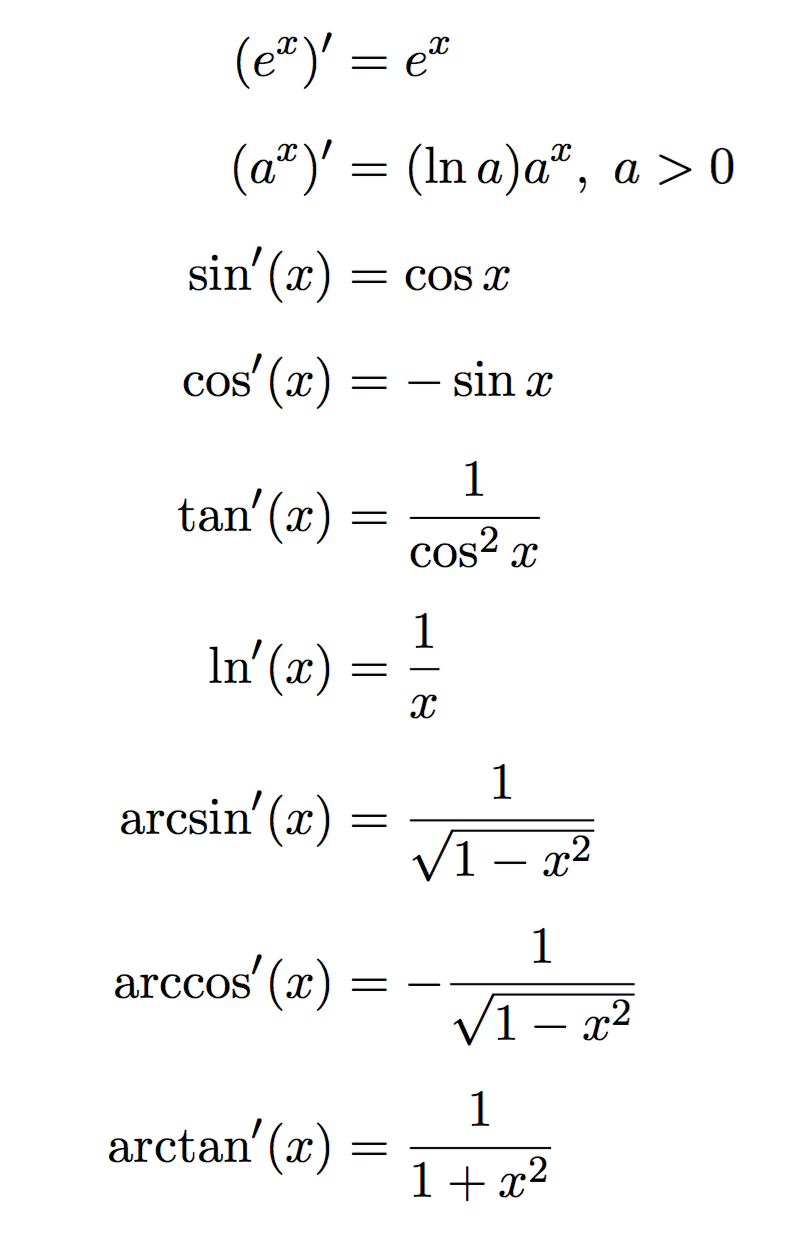 (e^x)′ = e^x
(a^x)′ = (ln a)a^x, a > 0
sin′(x) = cos x
cos′(x) = − sin x
tan′(x) = \frac{1}{cos^2 x}
ln′(x) = \frac{1}{x}
arcsin′(x) = \frac{1}{\sqrt{1 − x^2}}
arccos′(x) = −\frac{1}{\sqrt{1 − x^2}}
arctan′(x) = \frac{1}{1 + x^2}